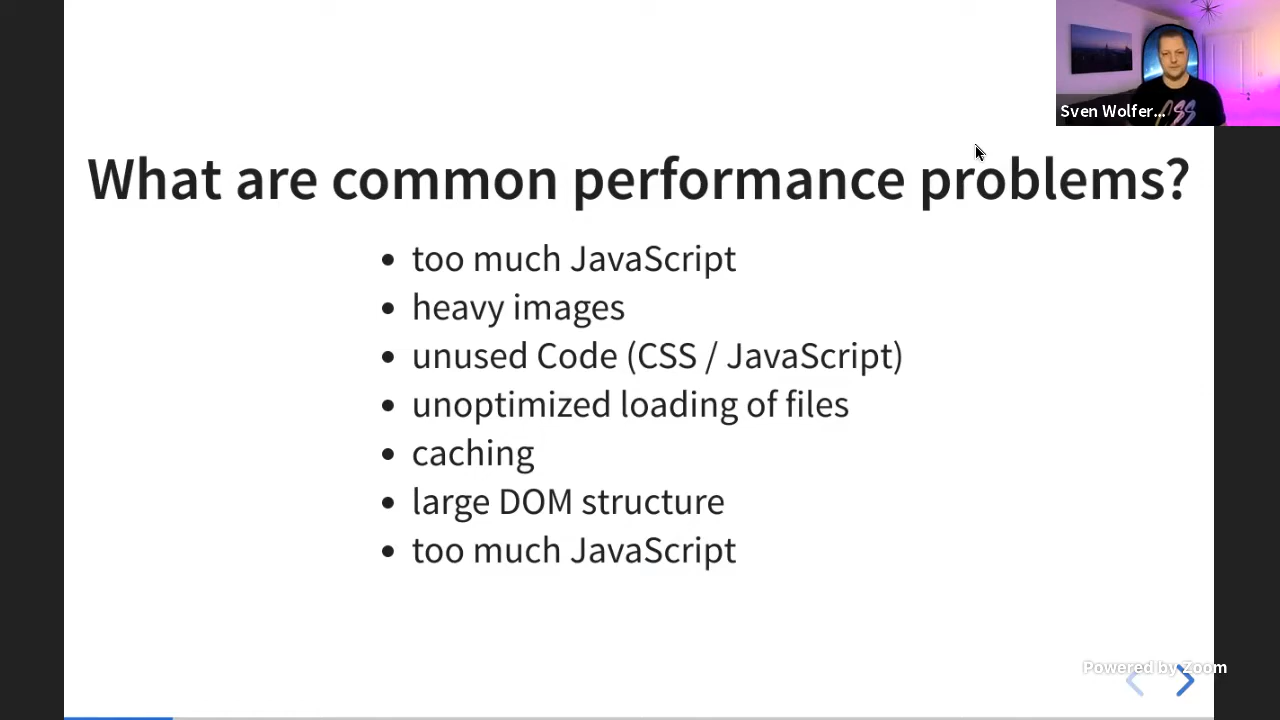 Sven Wolfer...
CSS
What are common performance problems?
• too much JavaScript
• heavy images
• unused Code (CSS / JavaScript)
• unoptimized loading of files
• caching
• large DOM structure
• too much JavaScript
Powered by Zoom